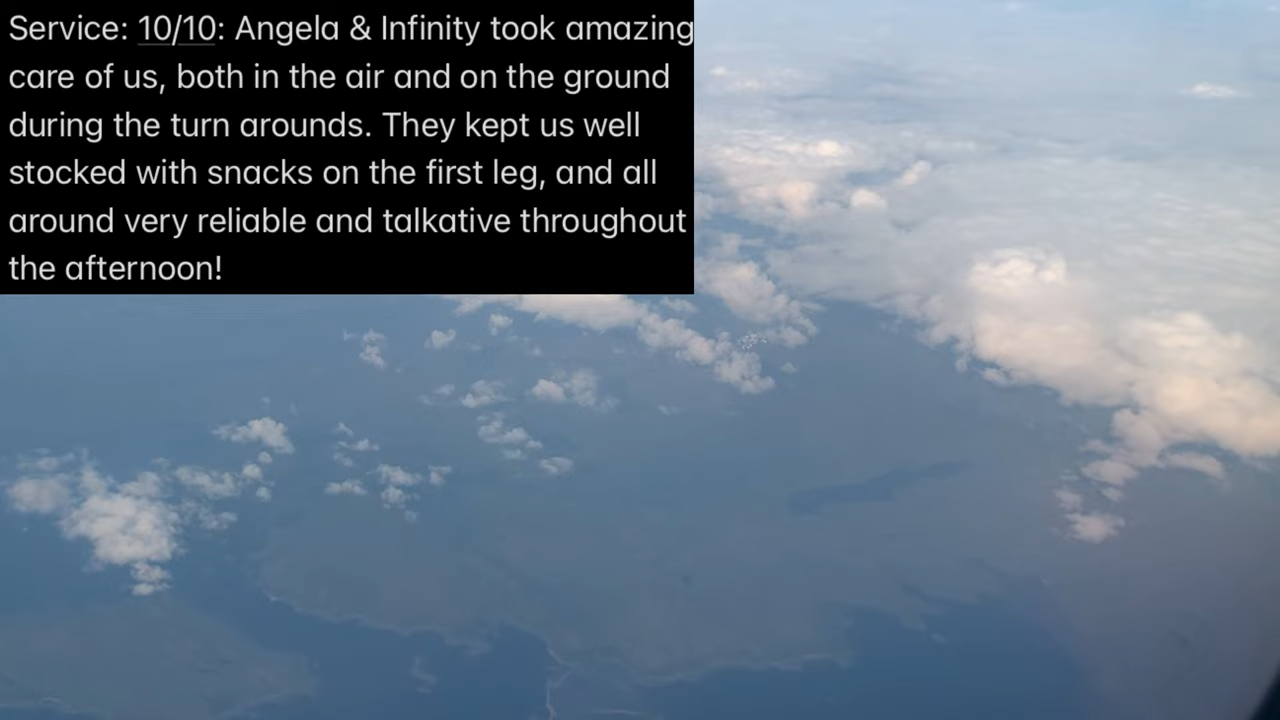 Service: 10/10: Angela & Infinity took amazing
care of us, both in the air and on the ground
during the turn arounds. They kept us well
stocked with snacks on the first leg, and all
around very reliable and talkative throughout
the afternoon!